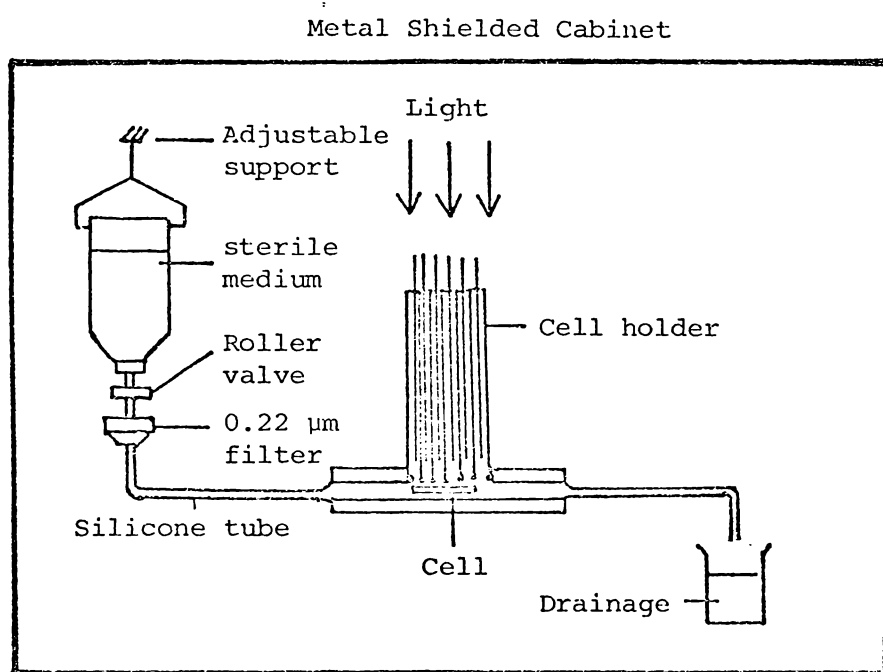 Metal Shielded Cabinet
Light
Adjustable
support
sterile
medium
Cell holder
Roller
valve
0.22 µm
filter
Silicone tube
Cell
Drainage